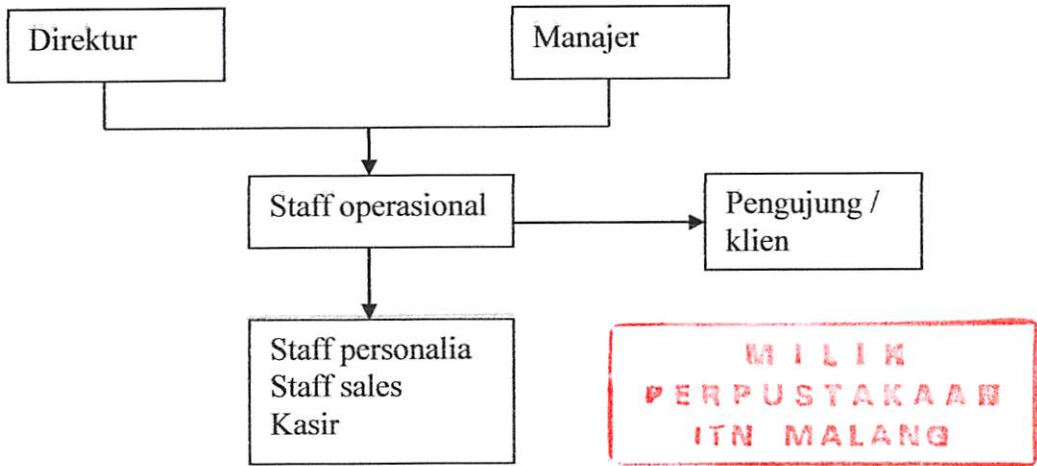 Direktur
Manajer
Staff operasional
Pengujung /
klien
Staff personalia
Staff sales
Kasir
MILIK
PERPUSTAKAAN
ITN MALANG